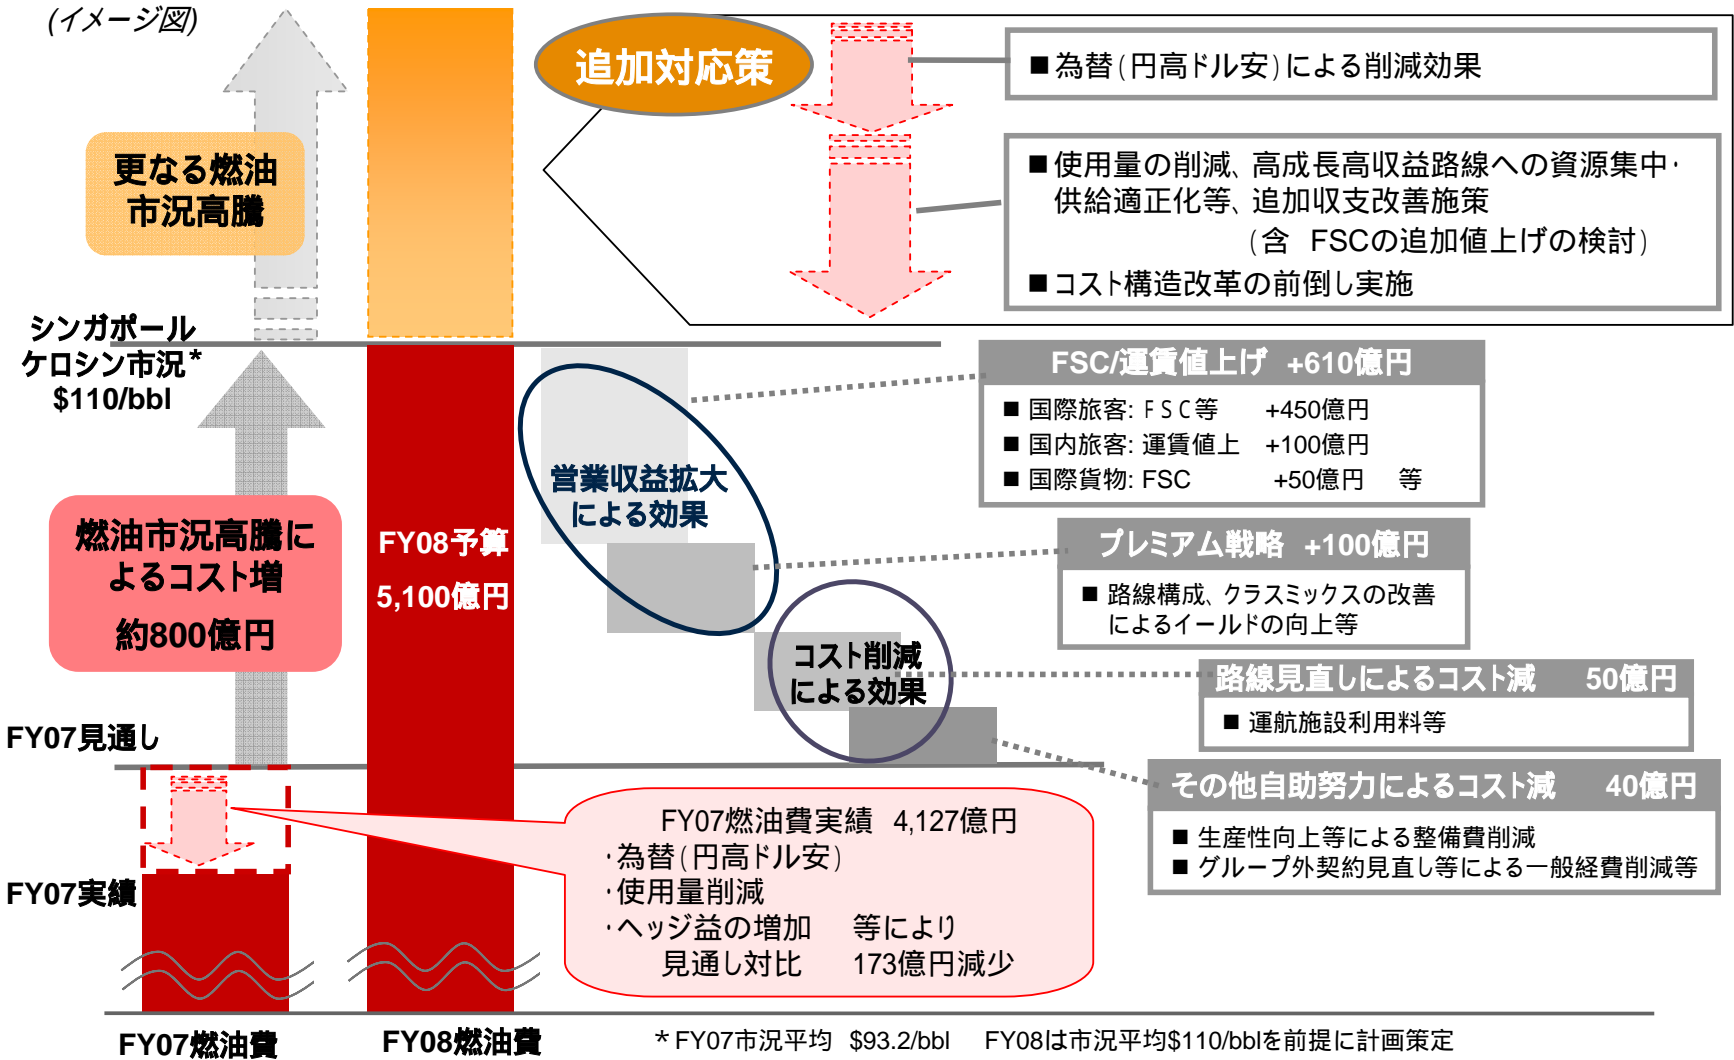 (イメージ図)
追加対応策
■為替(円高ドル安)による削減効果
更なる燃油
市況高騰
■使用量の削減、高成長高収益路線への資源集中・
供給適正化等、追加収支改善施策
(含 FSCの追加値上げの検討)
■コスト構造改革の前倒し実施
シンガポール
ケロシン市況*
$110/bbl
FSC/運賃値上げ +610億円
■ 国際旅客: FSC等 +450億円
■ 国内旅客: 運賃値上 +100億円
■ 国際貨物: FSC +50億円 等
営業収益拡大
による効果
燃油市況高騰に
よるコスト増
約800億円
FY08予算
5,100億円
プレミアム戦略 +100億円
■ 路線構成、クラスミックスの改善
によるイールドの向上等
コスト削減
による効果
路線見直しによるコスト減 50億円
■ 運航施設利用料等
FY07見通し
その他自助努力によるコスト減 40億円
■ 生産性向上等による整備費削減
■ グループ外契約見直し等による一般経費削減等
FY07燃油費実績 4,127億円
・為替(円高ドル安)
・使用量削減
・ヘッジ益の増加 等により
見通し対比 173億円減少
FY07実績
FY07燃油費
FY08燃油費
*FY07市況平均 $93.2/bbl FY08は市況平均$110/bblを前提に計画策定